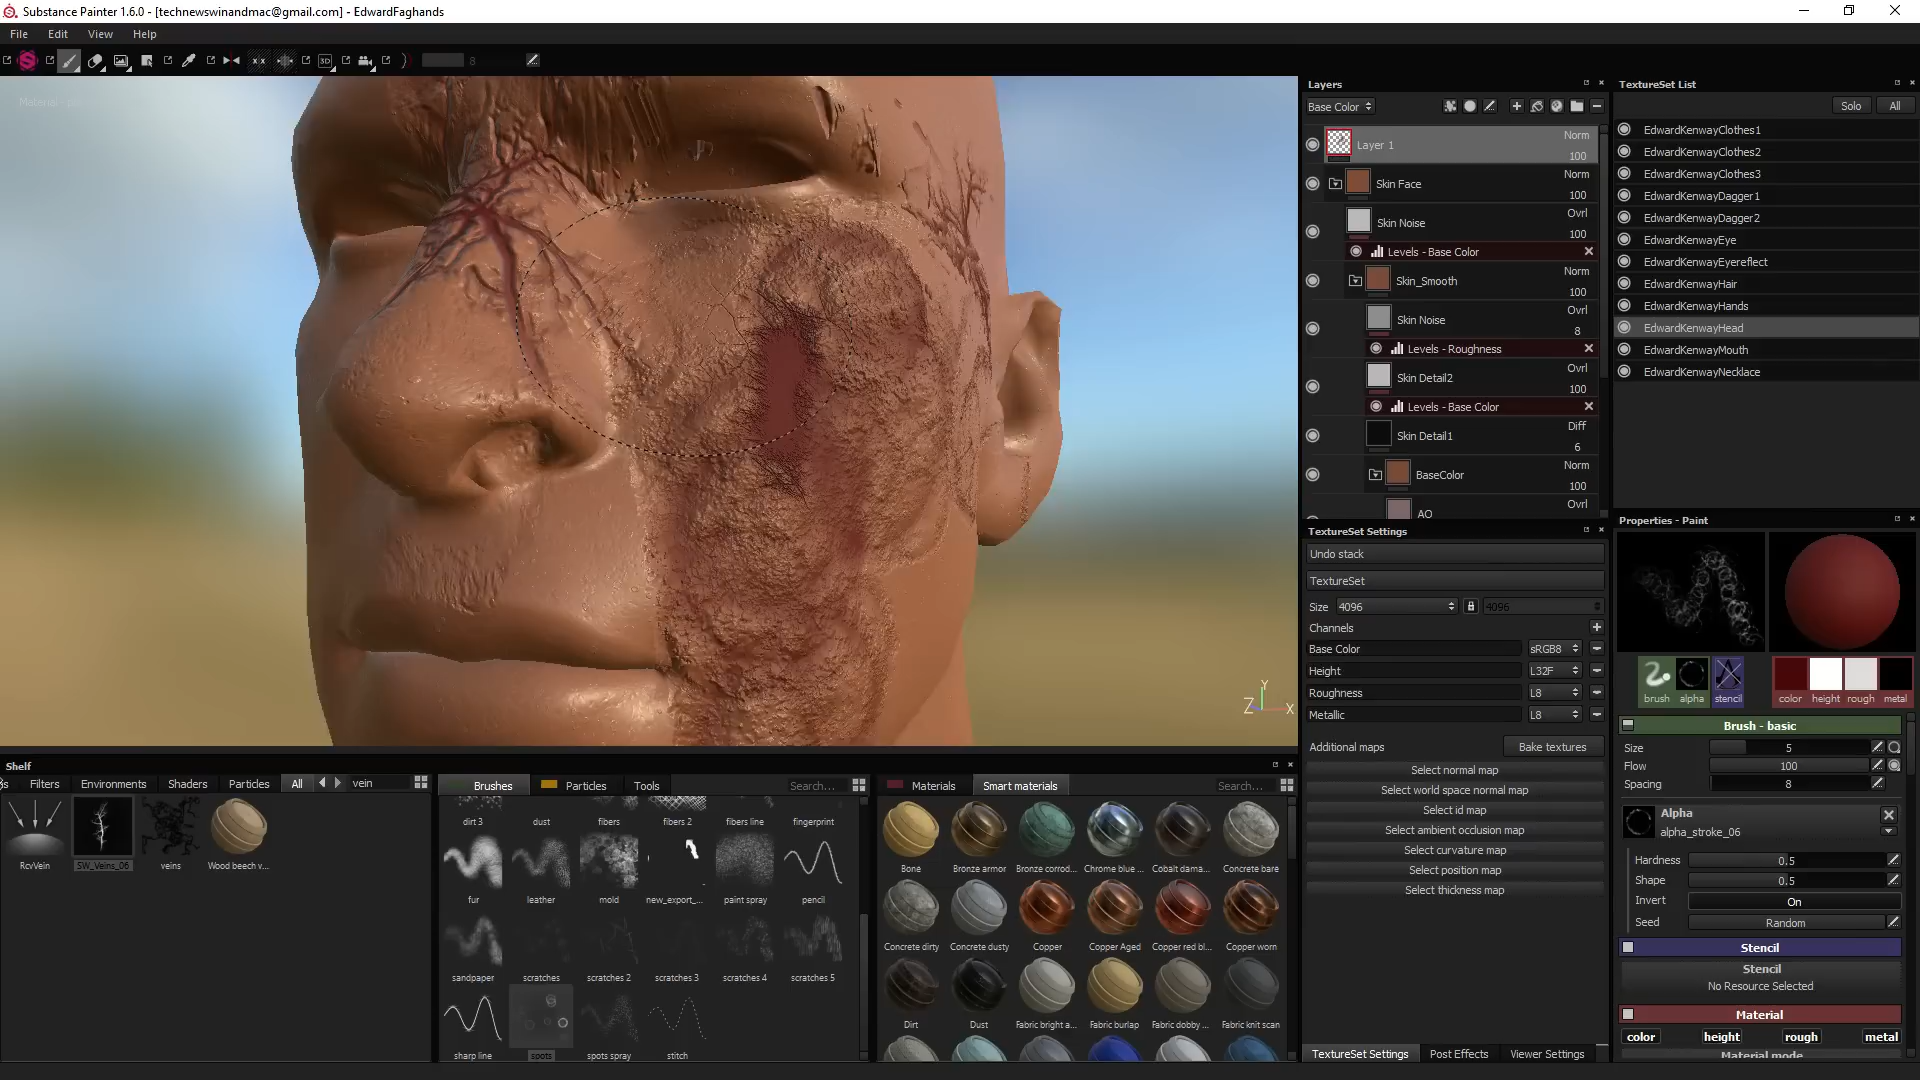 Substance Painter 1.6.0 - [technewswinandmac@gmail.com] - EdwardFaghands
File Edit View Help
8
Material
Layers
Base Color
Layer 1 Norm 100
Skin Face Norm 100
Skin Noise Ovrl 100
Levels - Base Color
Skin_Smooth Norm 100
Skin Noise Ovrl 8
Levels - Roughness
Skin Detail2 Ovrl 100
Levels - Base Color
Skin Detail1 Diff 6
BaseColor Norm 100
AO Ovrl
TextureSet List
Solo All
EdwardKenwayClothes1
EdwardKenwayClothes2
EdwardKenwayClothes3
EdwardKenwayDagger1
EdwardKenwayDagger2
EdwardKenwayEye
EdwardKenwayEyereflect
EdwardKenwayHair
EdwardKenwayHands
EdwardKenwayHead
EdwardKenwayMouth
EdwardKenwayNecklace
TextureSet Settings
Undo stack
TextureSet
Size 4096 4096
Channels
Base Color sRGB8
Height L32F
Roughness L8
Metallic L8
Additional maps Bake textures
Select normal map
Select world space normal map
Select id map
Select ambient occlusion map
Select curvature map
Select position map
Select thickness map
TextureSet Settings Post Effects Viewer Settings
Properties - Paint
brush alpha stencil color height rough metal
Brush - basic
Size 5
Flow 100
Spacing 8
Alpha
alpha_stroke_06
Hardness 0.5
Shape 0.5
Invert On
Seed Random
Stencil
Stencil
No Resource Selected
Material
color height rough metal
Material mode
Y
Z X
Shelf
Filters Environments Shaders Particles All vein
RcvVein SW_Veins_06 veins Wood beech v...
Brushes Particles Tools Search...
dirt 3 dust fibers fibers 2 fibers line fingerprint
fur leather mold new_export_... paint spray pencil
sandpaper scratches scratches 2 scratches 3 scratches 4 scratches 5
sharp line spots spots spray stitch
Materials Smart materials Search...
Bone Bronze armor Bronze corrod... Chrome blue ... Cobalt dama... Concrete bare
Concrete dirty Concrete dusty Copper Copper Aged Copper red bl... Copper worn
Dirt Dust Fabric bright a... Fabric burlap Fabric dobby ... Fabric knit scan